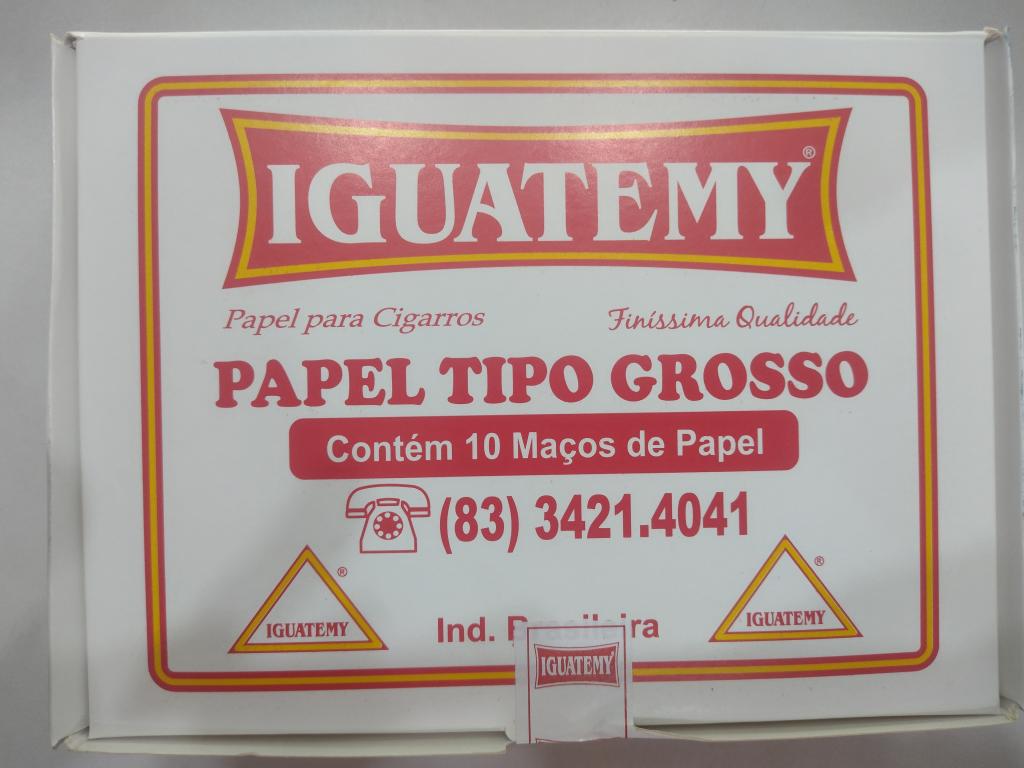 IGUATEMY®
Papel para Cigarros Finíssima Qualidade
PAPEL TIPO GROSSO
Contém 10 Maços de Papel
(83) 3421.4041
IGUATEMY® IGUATEMY®
Ind. Brasileira
IGUATEMY